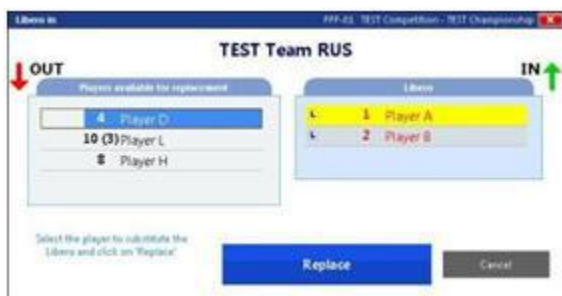 Libero in
PPF-01 TEST Competition - TEST Championship
TEST Team RUS
OUT
IN
Players available for replacement
Libero
4 Player D
10 (3) Player L
8 Player H
L 1 Player A
L 2 Player B
Select the player to substitute the
Libero and click on 'Replace'
Replace
Cancel